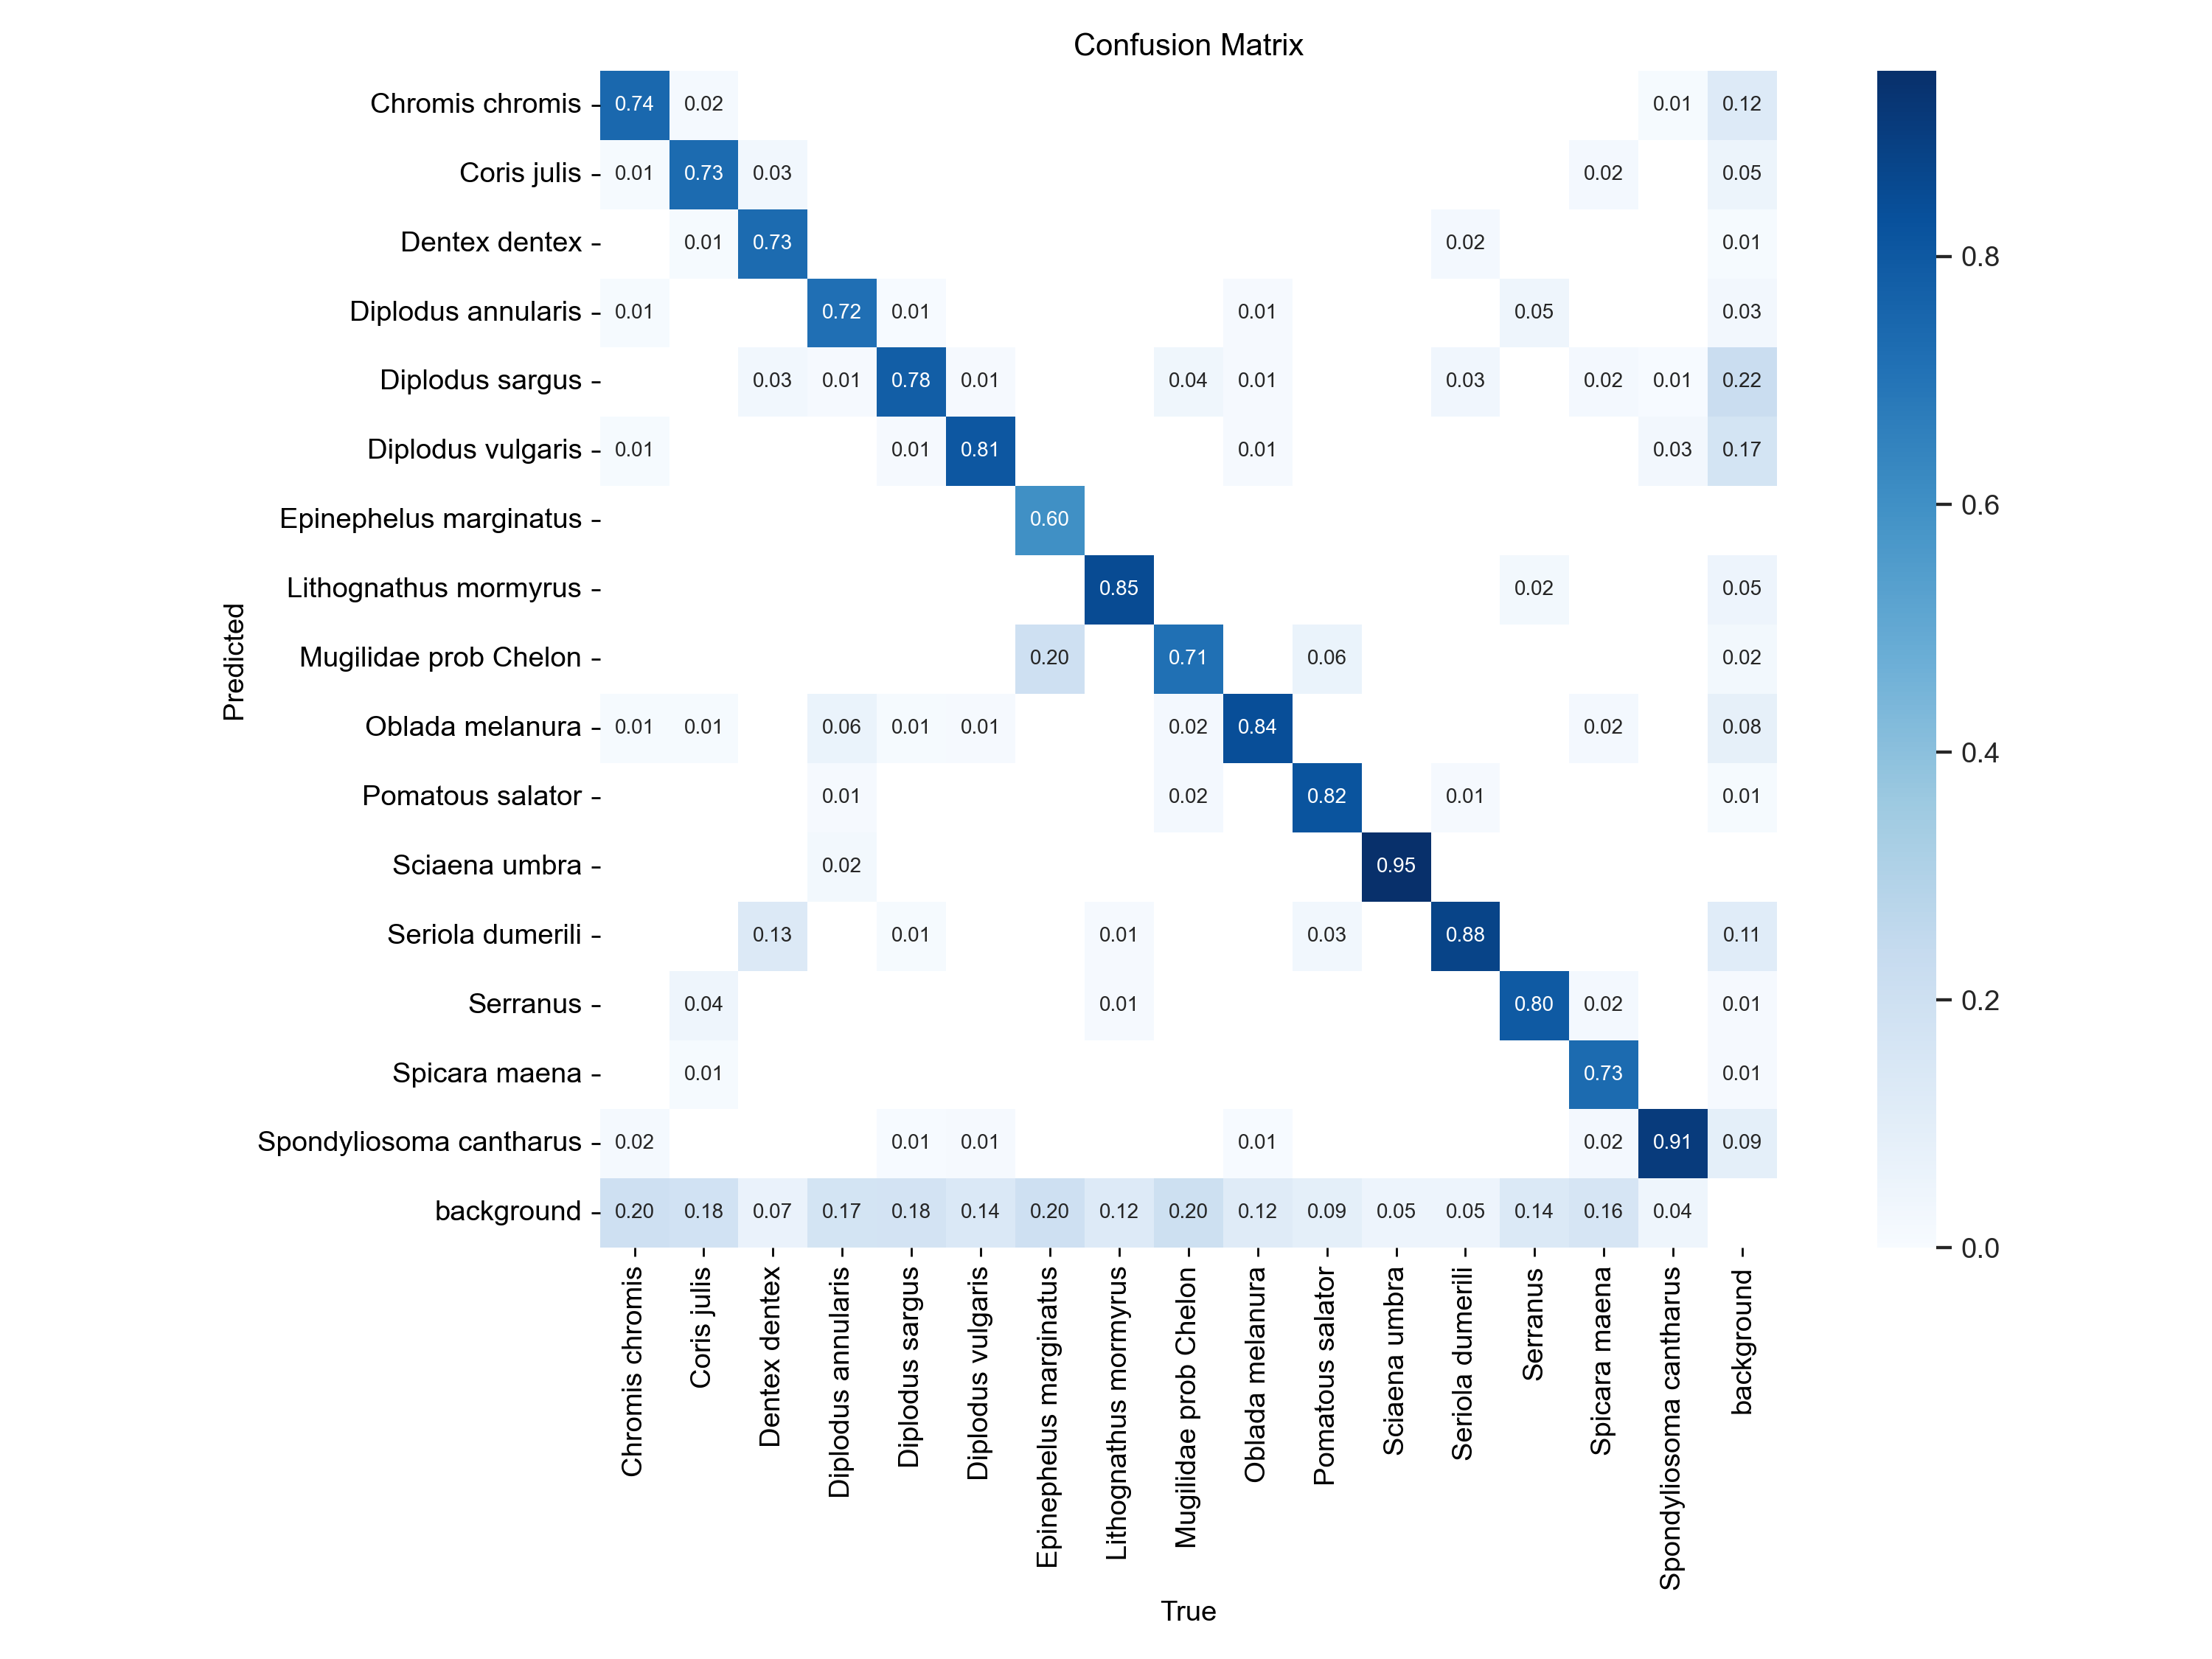 Confusion Matrix
Chromis chromis 0.74 0.02 0.01 0.12
Coris julis 0.01 0.73 0.03 0.02 0.05
Dentex dentex 0.01 0.73 0.02 0.01
Diplodus annularis 0.01 0.72 0.01 0.01 0.05 0.03
Diplodus sargus 0.03 0.01 0.78 0.01 0.04 0.01 0.03 0.02 0.01 0.22
Diplodus vulgaris 0.01 0.01 0.81 0.01 0.03 0.17
Epinephelus marginatus 0.60
Lithognathus mormyrus 0.85 0.02 0.05
Mugilidae prob Chelon 0.20 0.71 0.06 0.02
Oblada melanura 0.01 0.01 0.06 0.01 0.01 0.02 0.84 0.02 0.08
Pomatous salator 0.01 0.02 0.82 0.01 0.01
Sciaena umbra 0.02 0.95
Seriola dumerili 0.13 0.01 0.01 0.03 0.88 0.11
Serranus 0.04 0.01 0.80 0.02 0.01
Spicara maena 0.01 0.73 0.01
Spondyliosoma cantharus 0.02 0.01 0.01 0.01 0.02 0.91 0.09
background 0.20 0.18 0.07 0.17 0.18 0.14 0.20 0.12 0.20 0.12 0.09 0.05 0.05 0.14 0.16 0.04
Predicted
Chromis chromis
Coris julis
Dentex dentex
Diplodus annularis
Diplodus sargus
Diplodus vulgaris
Epinephelus marginatus
Lithognathus mormyrus
Mugilidae prob Chelon
Oblada melanura
Pomatous salator
Sciaena umbra
Seriola dumerili
Serranus
Spicara maena
Spondyliosoma cantharus
background
True
0.8
0.6
0.4
0.2
0.0